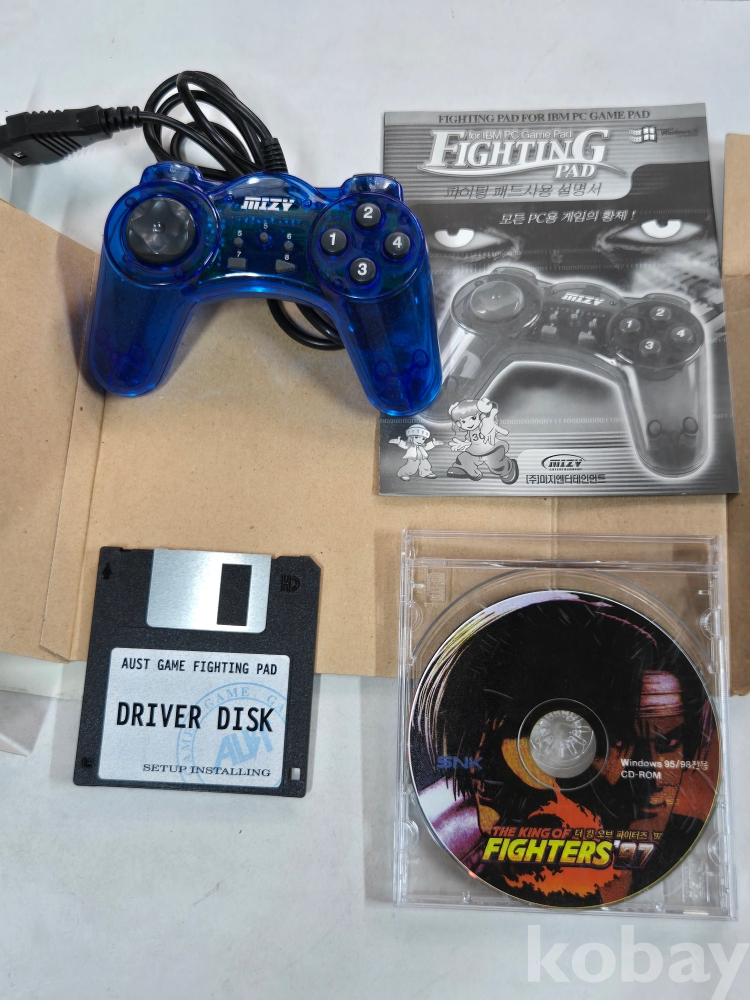 MIZY
5 5 6
7 8
2
1 4
3
FIGHTING PAD FOR IBM PC GAME PAD
for IBM PC Game Pad
FIGHTING
PAD
파이팅 패드사용 설명서
모든 PC용 게임의 황제 !
MIZY
2
1 4
3
MIZY
ENTERTAINMENT
[주]미지엔터테인먼트
HD
AUST GAME FIGHTING PAD
DRIVER DISK
SETUP INSTALLING
SNK
Windows 95/98전용
CD-ROM
THE KING OF 더 킹 오브 파이터즈 '97
FIGHTERS '97
kobay